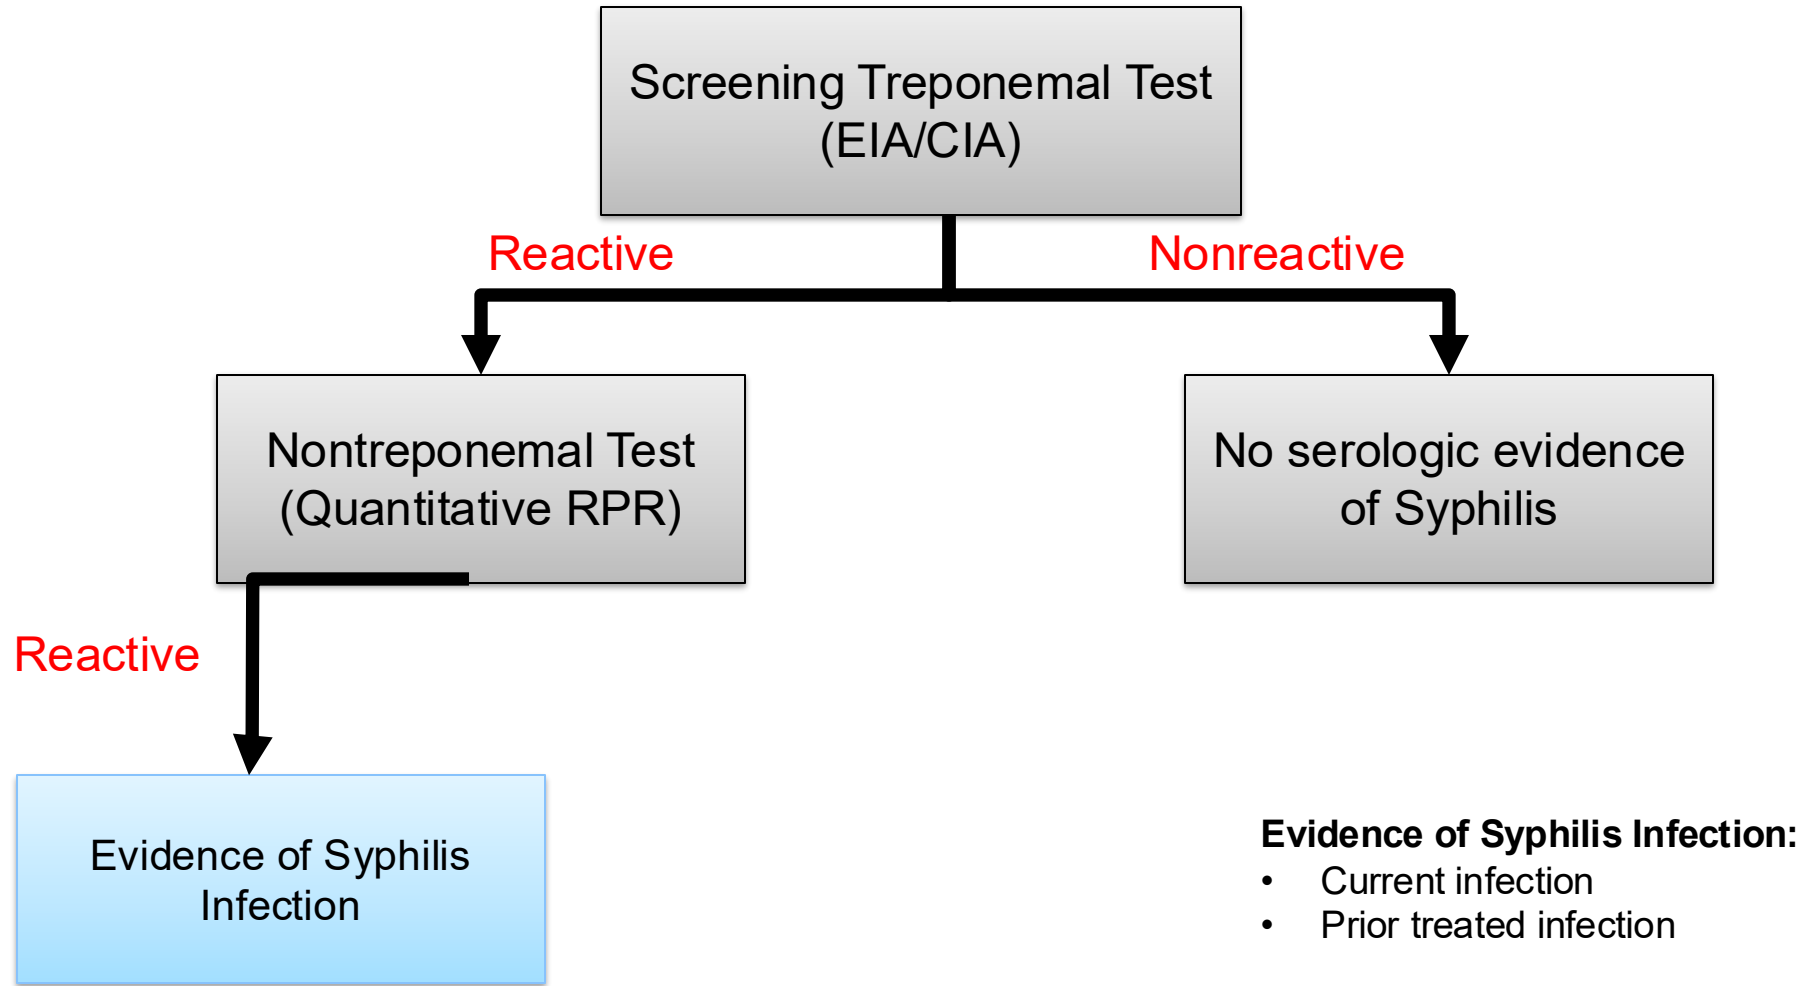 Screening Treponemal Test
(EIA/CIA)
Reactive
Nonreactive
Nontreponemal Test
(Quantitative RPR)
No serologic evidence
of Syphilis
Reactive
Evidence of Syphilis
Infection
Evidence of Syphilis Infection:
• Current infection
• Prior treated infection